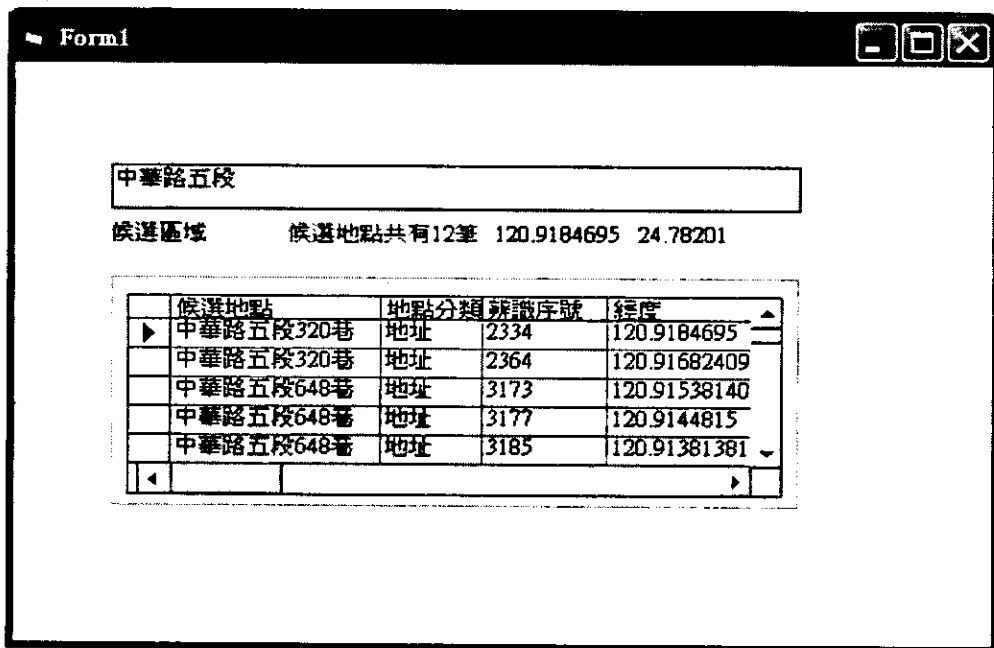 Form1
中華路五段
候選區域 候選地點共有12筆 120.9184695 24.78201
候選地點 地點分類 辨識序號 經度
中華路五段320巷 地址 2334 120.9184695
中華路五段320巷 地址 2364 120.91682409
中華路五段648巷 地址 3173 120.91538140
中華路五段648巷 地址 3177 120.9144815
中華路五段648巷 地址 3185 120.91381381